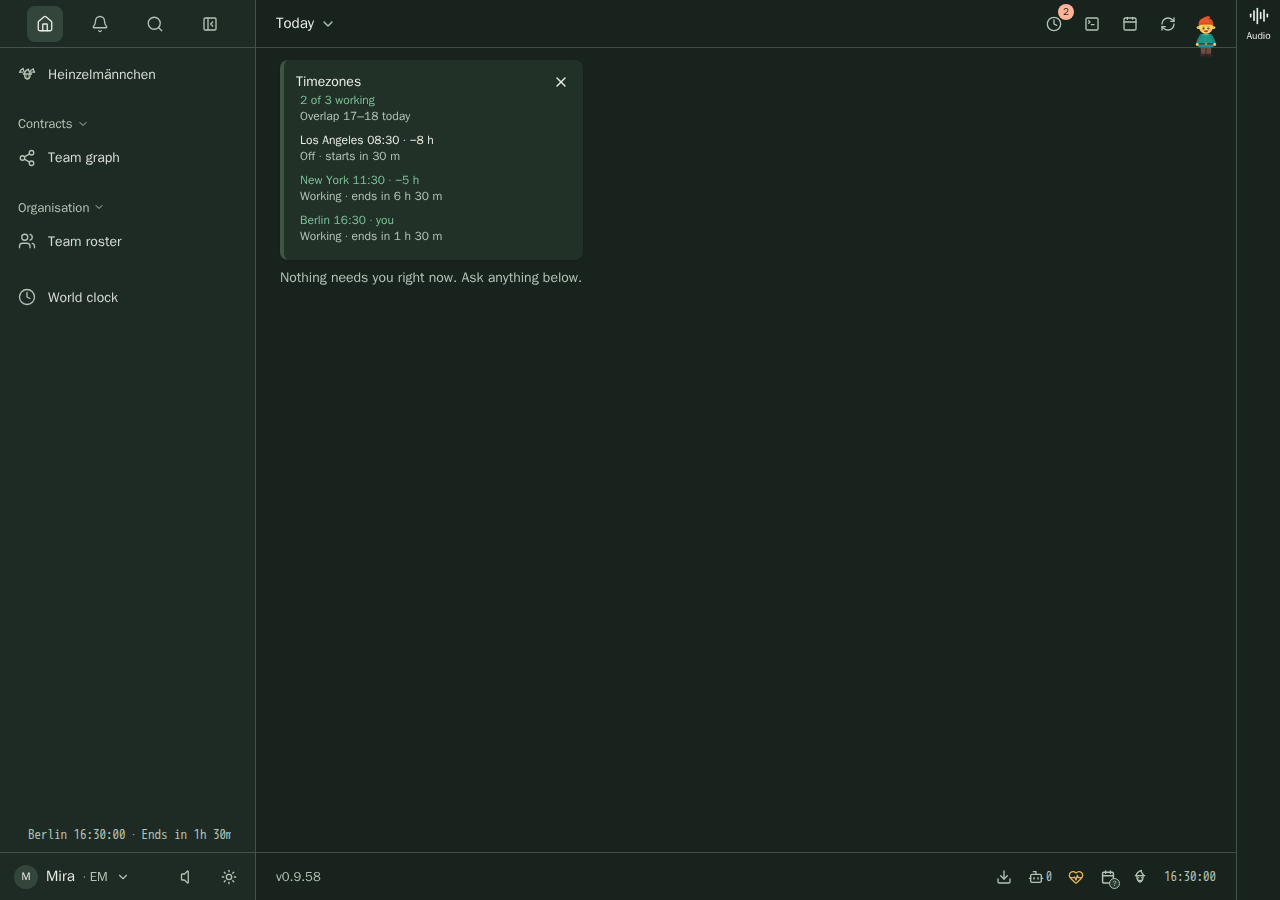 Today
2
Audio
Heinzelmännchen
Contracts
Team graph
Organisation
Team roster
World clock
Timezones
2 of 3 working
Overlap 17–18 today
Los Angeles 08:30 · −8 h
Off · starts in 30 m
New York 11:30 · −5 h
Working · ends in 6 h 30 m
Berlin 16:30 · you
Working · ends in 1 h 30 m
Nothing needs you right now. Ask anything below.
Berlin 16:30:00 · Ends in 1h 30m
M Mira · EM
v0.9.58
0
?
16:30:00